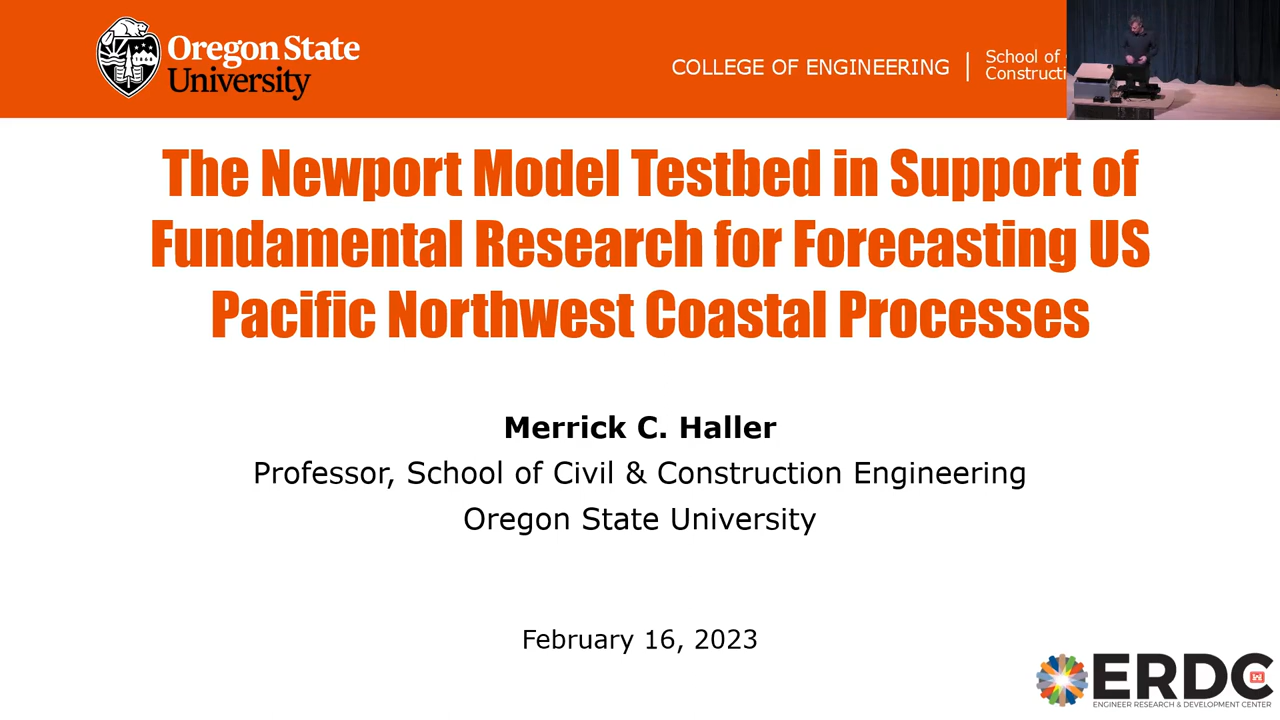 Oregon State
University
COLLEGE OF ENGINEERING
School of
Constructi
The Newport Model Testbed in Support of
Fundamental Research for Forecasting US
Pacific Northwest Coastal Processes
Merrick C. Haller
Professor, School of Civil & Construction Engineering
Oregon State University
February 16, 2023
ERDC
ENGINEER RESEARCH & DEVELOPMENT CENTER